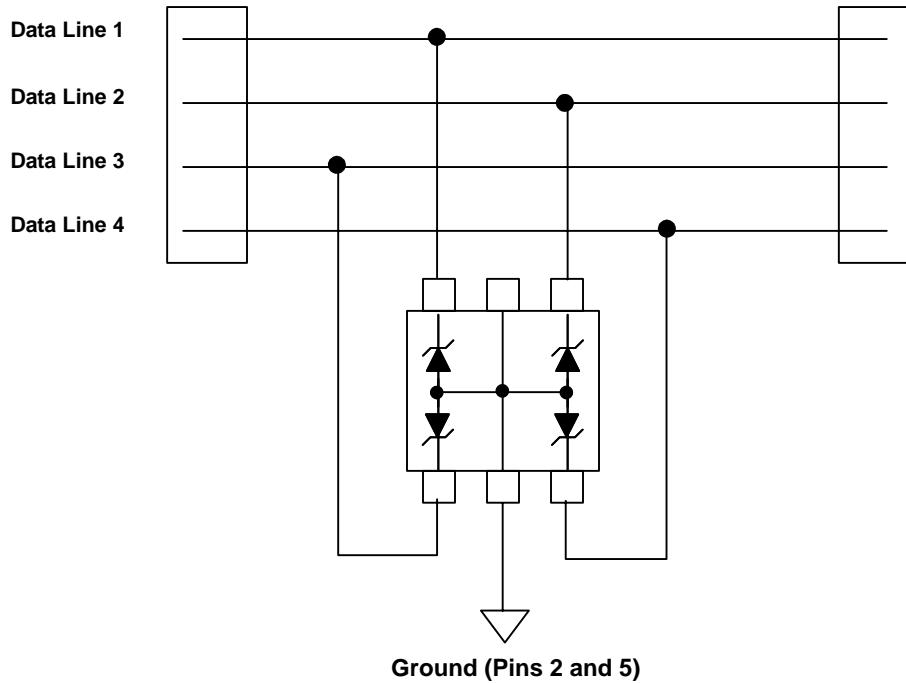 Data Line 1
Data Line 2
Data Line 3
Data Line 4
Ground (Pins 2 and 5)